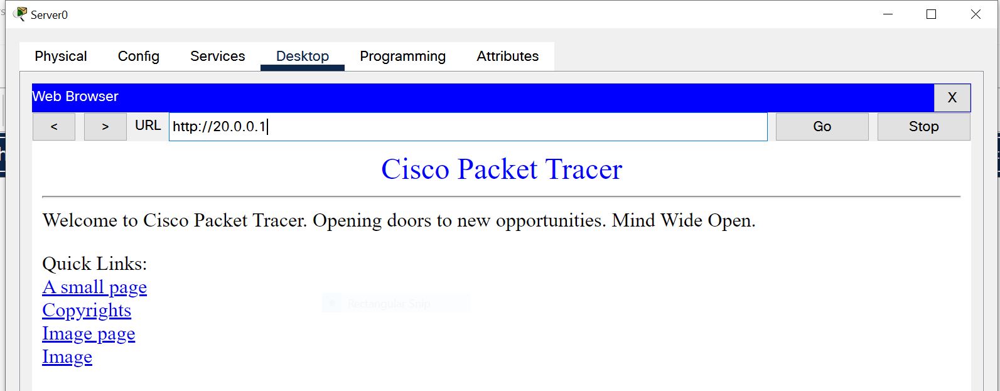 Server0
Physical Config Services Desktop Programming Attributes
Web Browser X
< > URL http://20.0.0.1 Go Stop
Cisco Packet Tracer
Welcome to Cisco Packet Tracer. Opening doors to new opportunities. Mind Wide Open.
Quick Links:
A small page
Copyrights
Rectangular Snip
Image page
Image